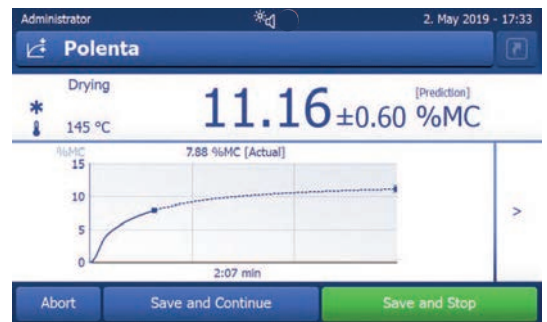 Administrator 2. May 2019 - 17:33
Polenta
Drying
145 °C
11.16 ±0.60 %MC
[Prediction]
%MC
7.88 %MC [Actual]
15
10
5
0
2:07 min
>
Abort Save and Continue Save and Stop